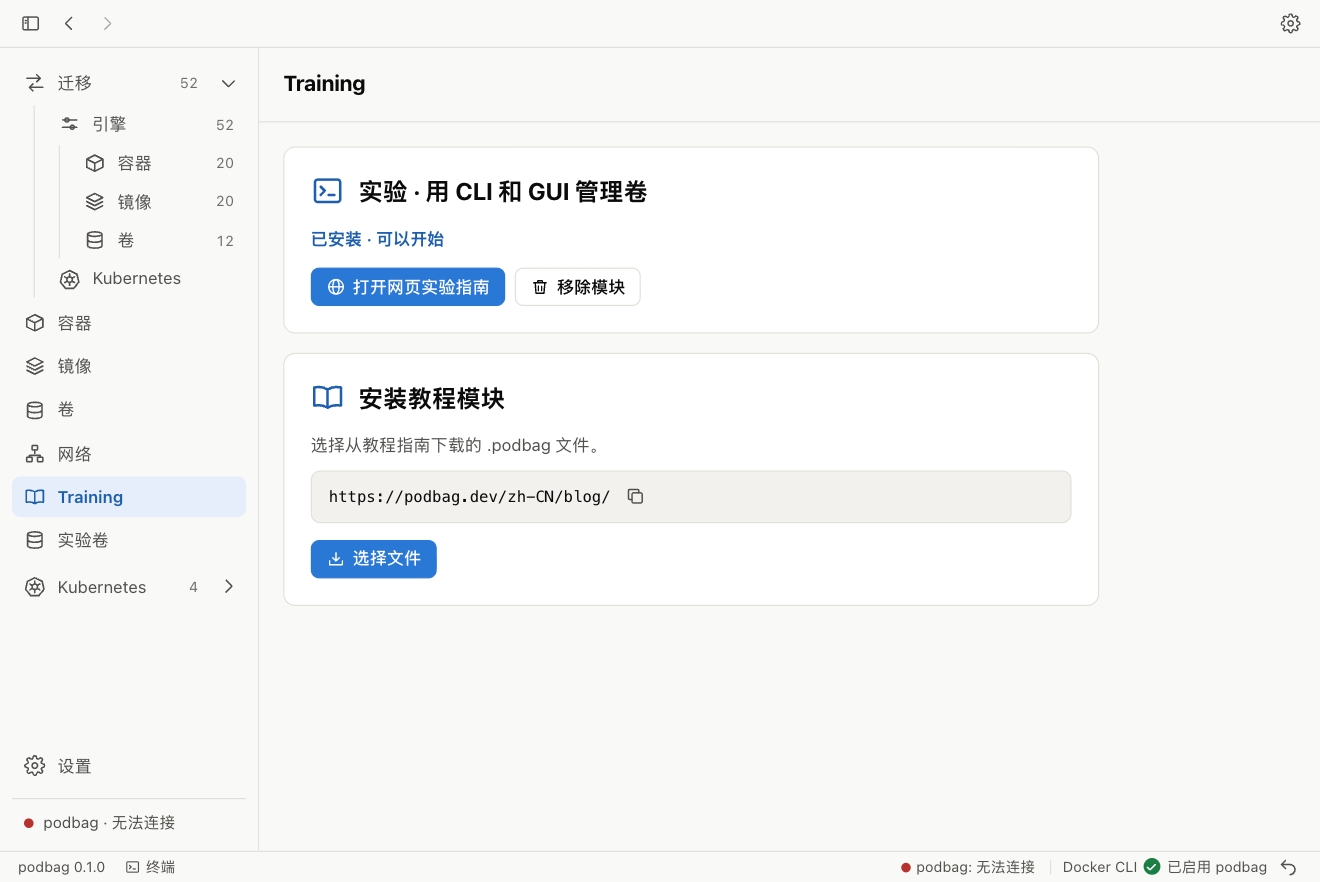 迁移 52
引擎 52
容器 20
镜像 20
卷 12
Kubernetes
容器
镜像
卷
网络
Training
实验卷
Kubernetes 4
设置
podbag · 无法连接
Training
实验 · 用 CLI 和 GUI 管理卷
已安装 · 可以开始
打开网页实验指南 移除模块
安装教程模块
选择从教程指南下载的 .podbag 文件。
https://podbag.dev/zh-CN/blog/
选择文件
podbag 0.1.0 终端 podbag: 无法连接 Docker CLI 已启用 podbag